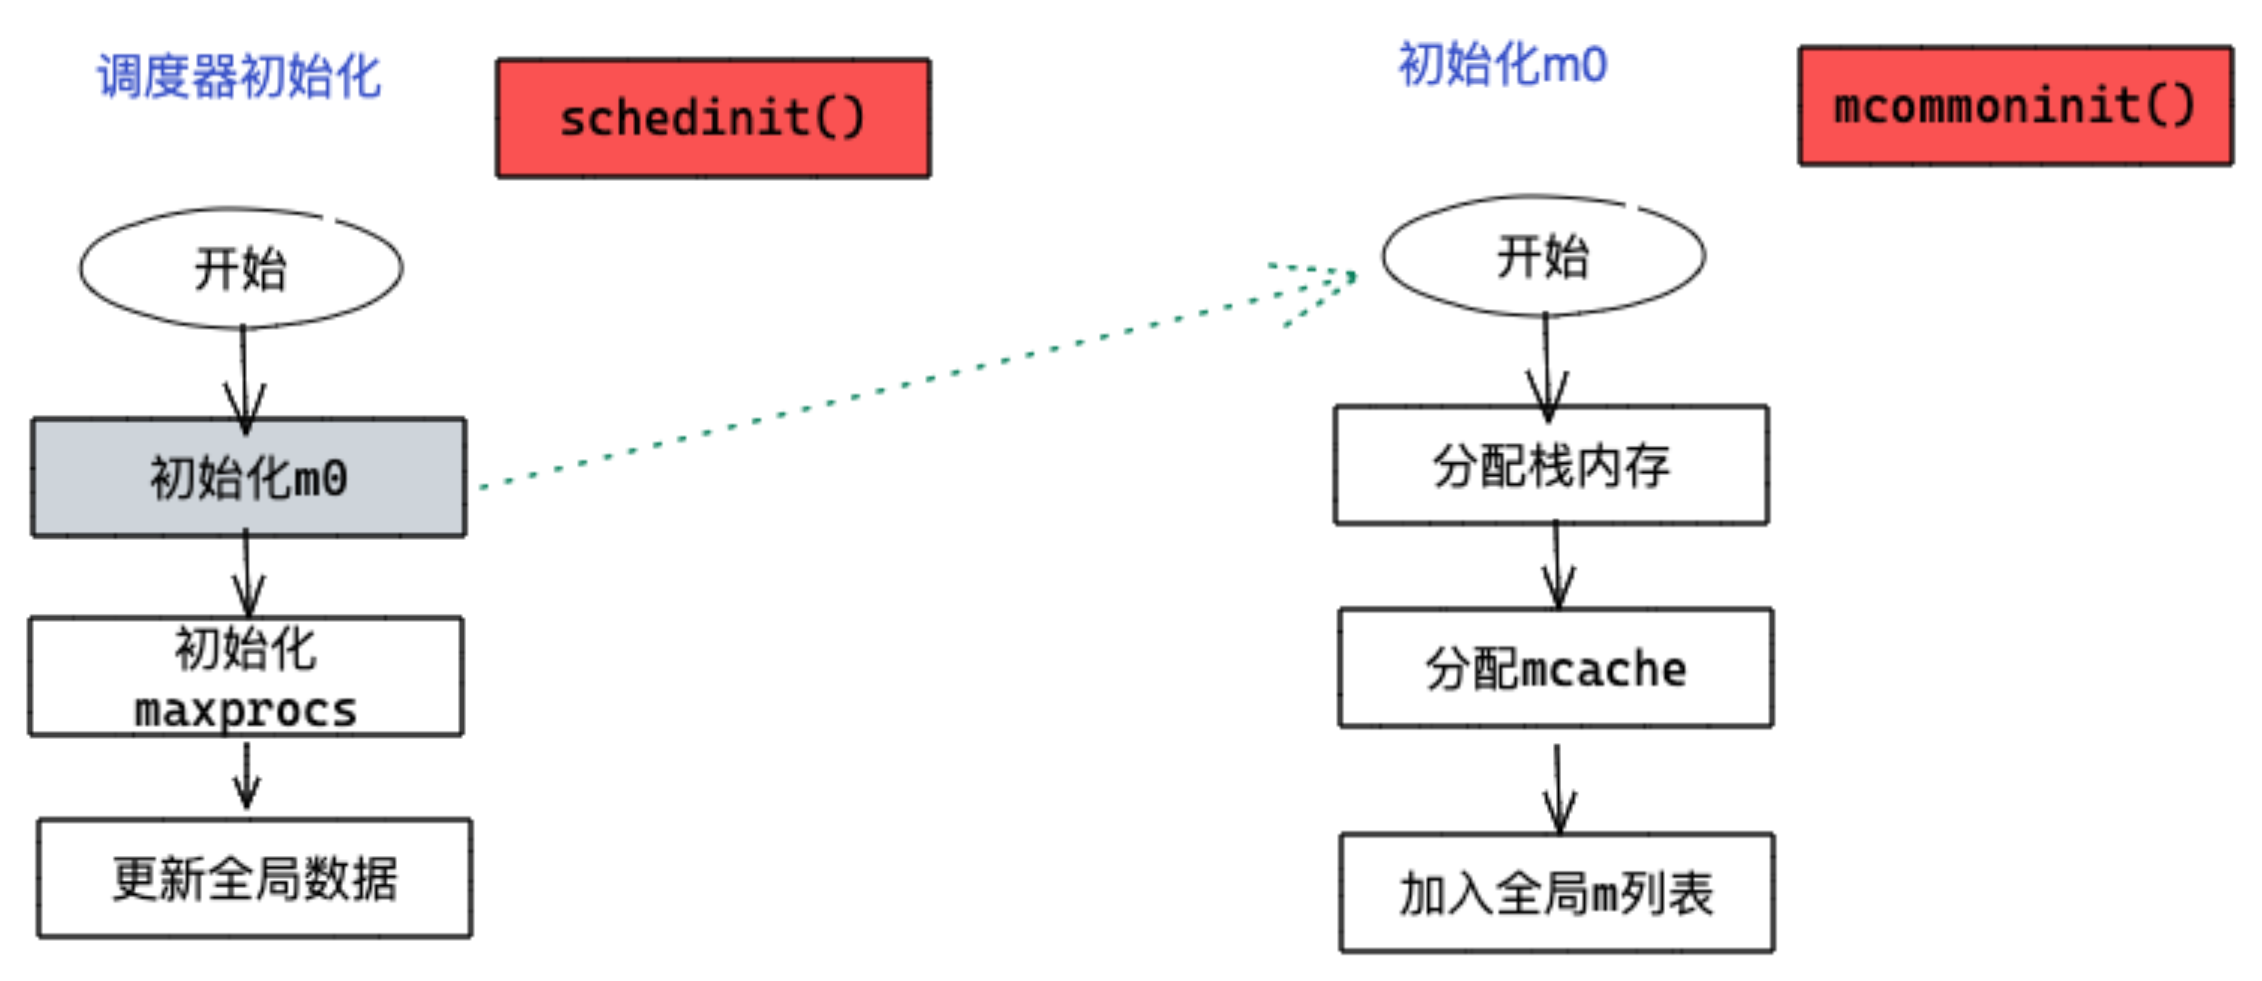 调度器初始化
schedinit()
开始
初始化m0
初始化
maxprocs
更新全局数据
初始化m0
mcommoninit()
开始
分配栈内存
分配mcache
加入全局m列表